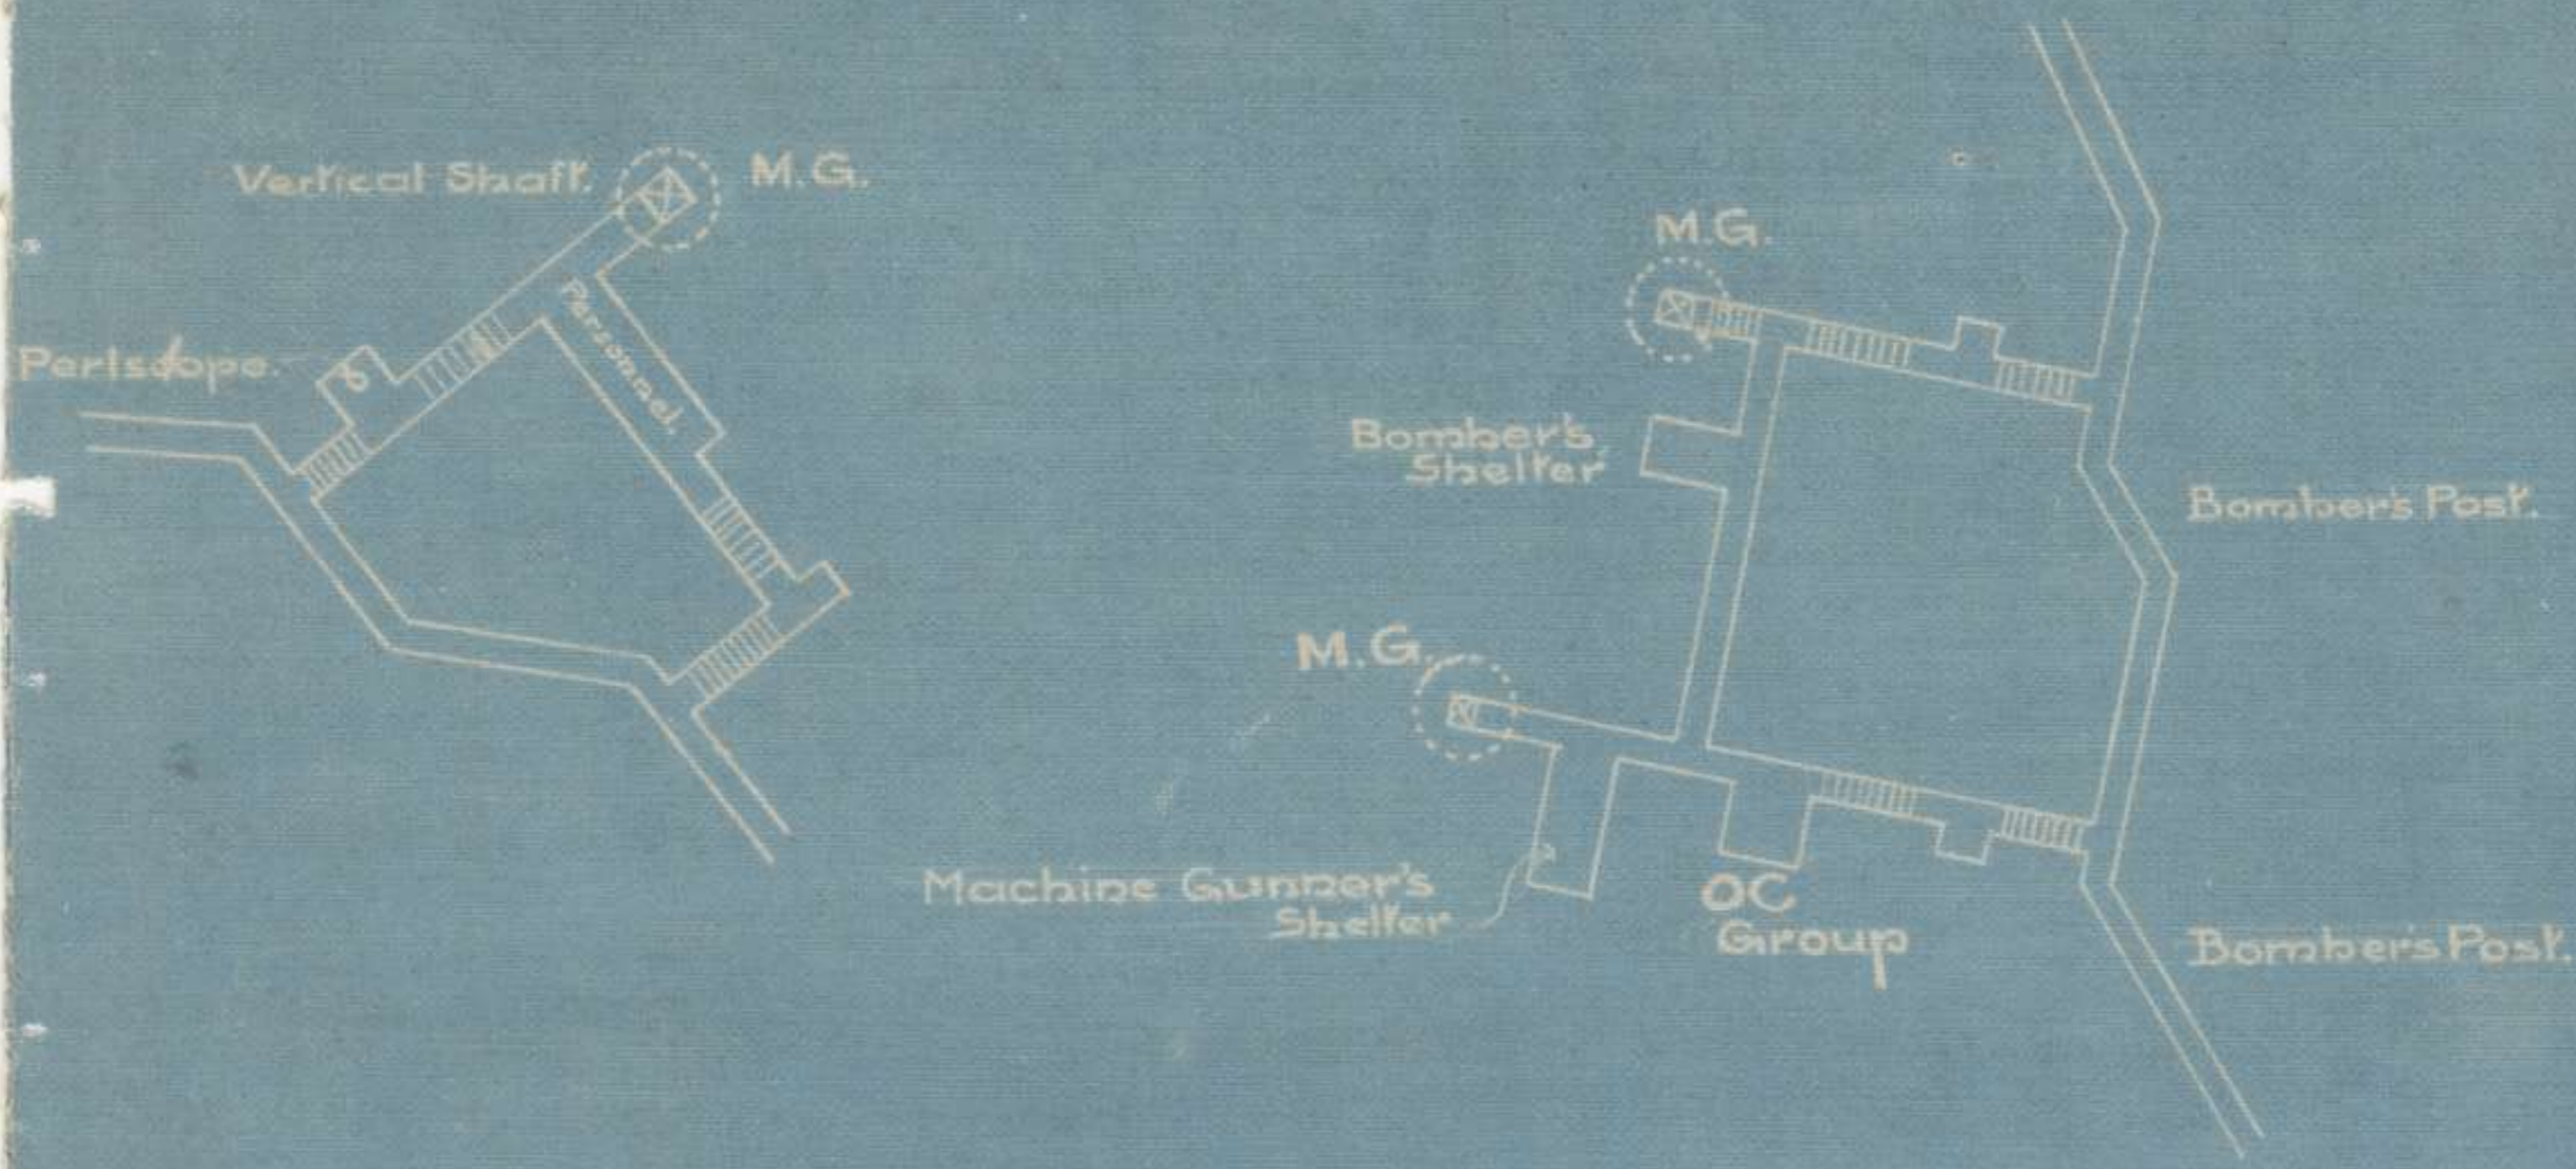 Vertical Shaft.
M.G.
Periscope.
Personnel.
M.G.
Bomber's
Shelter
Bomber's Post.
M.G.
Machine Gunner's
Shelter
OC
Group
Bomber's Post.